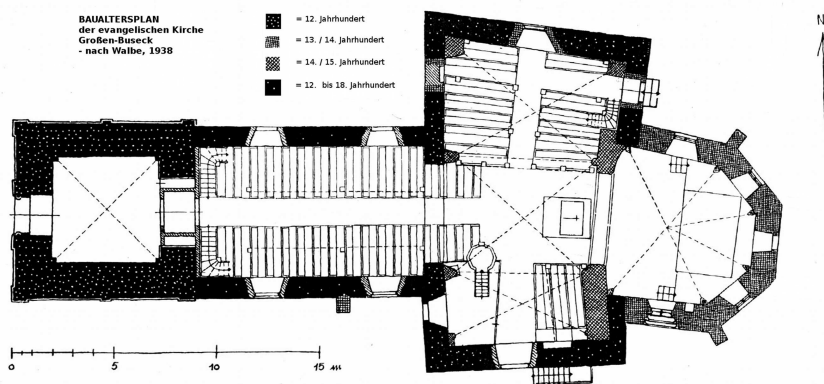 BAUALTERSPLAN
der evangelischen Kirche
Großen-Buseck
- nach Walbe, 1938
= 12. Jahrhundert
= 13. / 14. Jahrhundert
= 14. / 15. Jahrhundert
= 12. bis 18. Jahrhundert
N
0 5 10 15 m